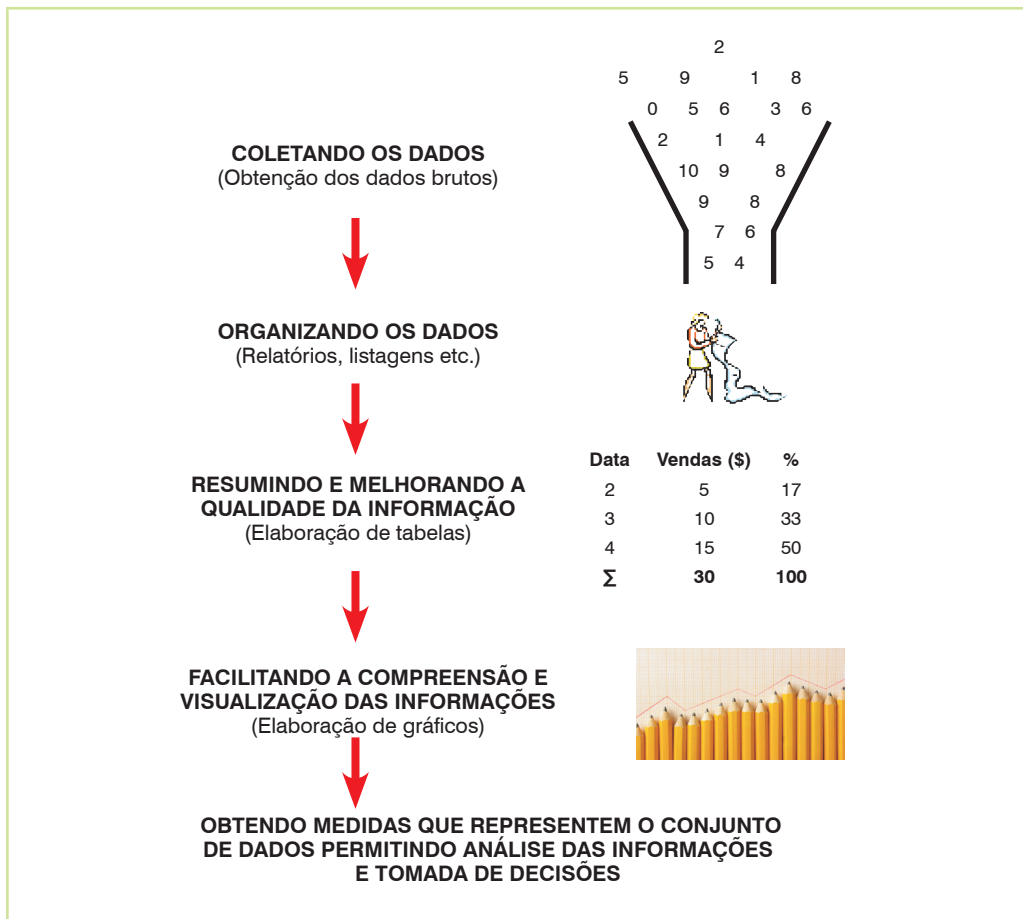 2
5 9 1 8
0 5 6 3 6
2 1 4
COLETANDO OS DADOS
(Obtenção dos dados brutos)
10 9 8
9 8
7 6
5 4
ORGANIZANDO OS DADOS
(Relatórios, listagens etc.)
RESUMINDO E MELHORANDO A
QUALIDADE DA INFORMAÇÃO
(Elaboração de tabelas)
Data Vendas ($) %
2 5 17
3 10 33
4 15 50
Σ 30 100
FACILITANDO A COMPREENSÃO E
VISUALIZAÇÃO DAS INFORMAÇÕES
(Elaboração de gráficos)
OBTENDO MEDIDAS QUE REPRESENTEM O CONJUNTO
DE DADOS PERMITINDO ANÁLISE DAS INFORMAÇÕES
E TOMADA DE DECISÕES